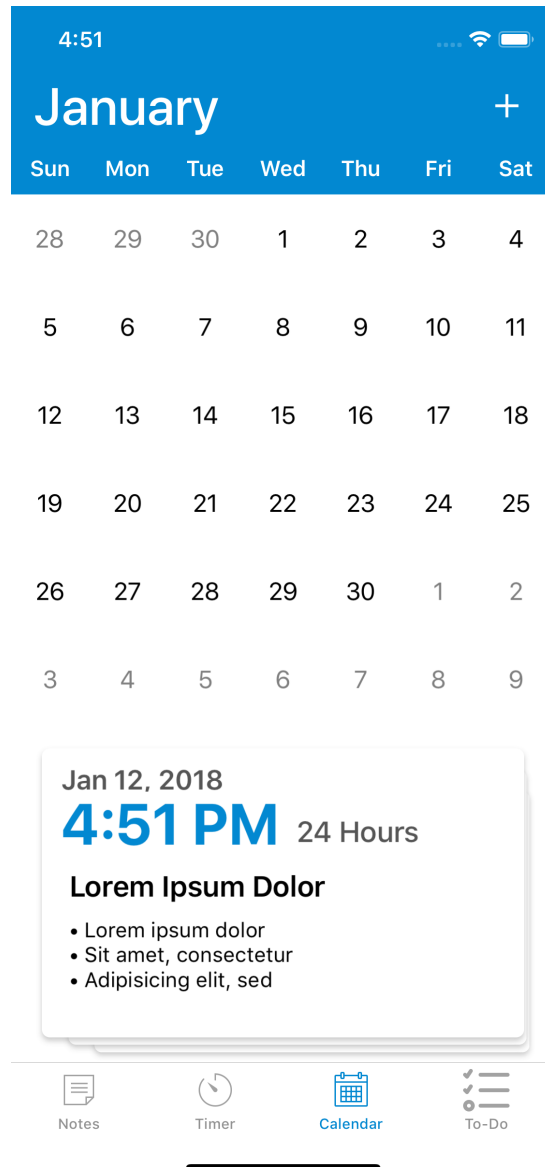 4:51
January +
Sun Mon Tue Wed Thu Fri Sat
28 29 30 1 2 3 4
5 6 7 8 9 10 11
12 13 14 15 16 17 18
19 20 21 22 23 24 25
26 27 28 29 30 1 2
3 4 5 6 7 8 9
Jan 12, 2018
4:51 PM 24 Hours
Lorem Ipsum Dolor
• Lorem ipsum dolor
• Sit amet, consectetur
• Adipisicing elit, sed
Notes Timer Calendar To-Do